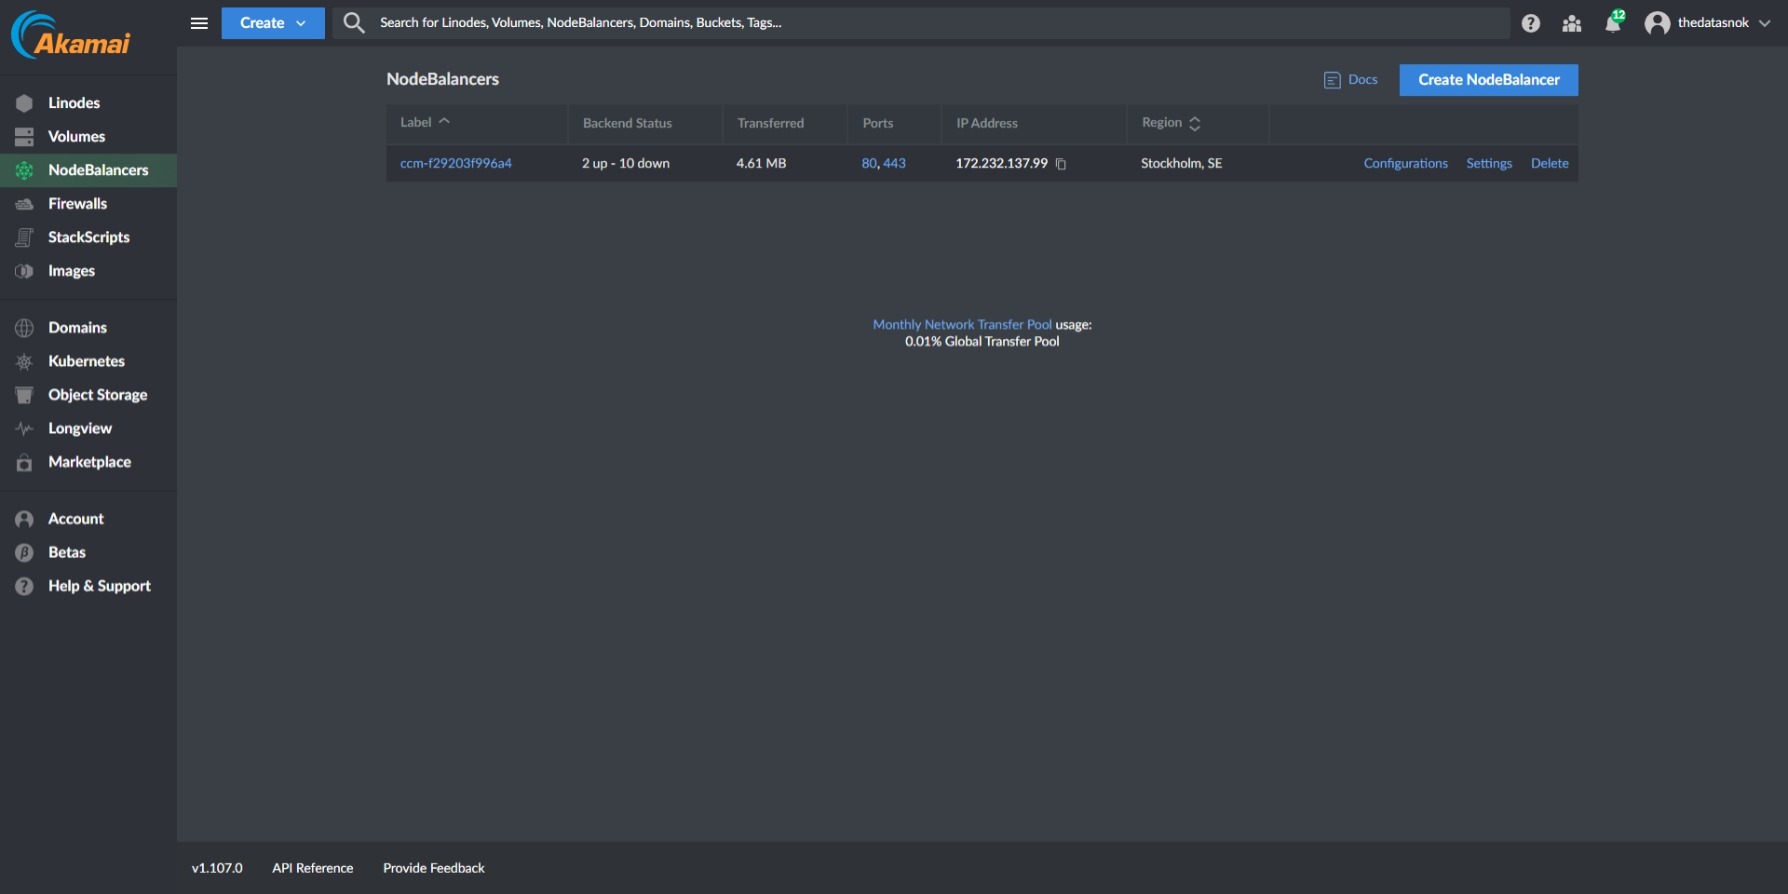 Akamai
Create
Search for Linodes, Volumes, NodeBalancers, Domains, Buckets, Tags...
12
thedatasnok
Linodes
Volumes
NodeBalancers
Firewalls
StackScripts
Images
Domains
Kubernetes
Object Storage
Longview
Marketplace
Account
β
Betas
?
Help & Support
NodeBalancers
Docs
Create NodeBalancer
Label Backend Status Transferred Ports IP Address Region
ccm-f29203f996a4 2 up - 10 down 4.61 MB 80, 443 172.232.137.99 Stockholm, SE Configurations Settings Delete
Monthly Network Transfer Pool usage:
0.01% Global Transfer Pool
v1.107.0 API Reference Provide Feedback